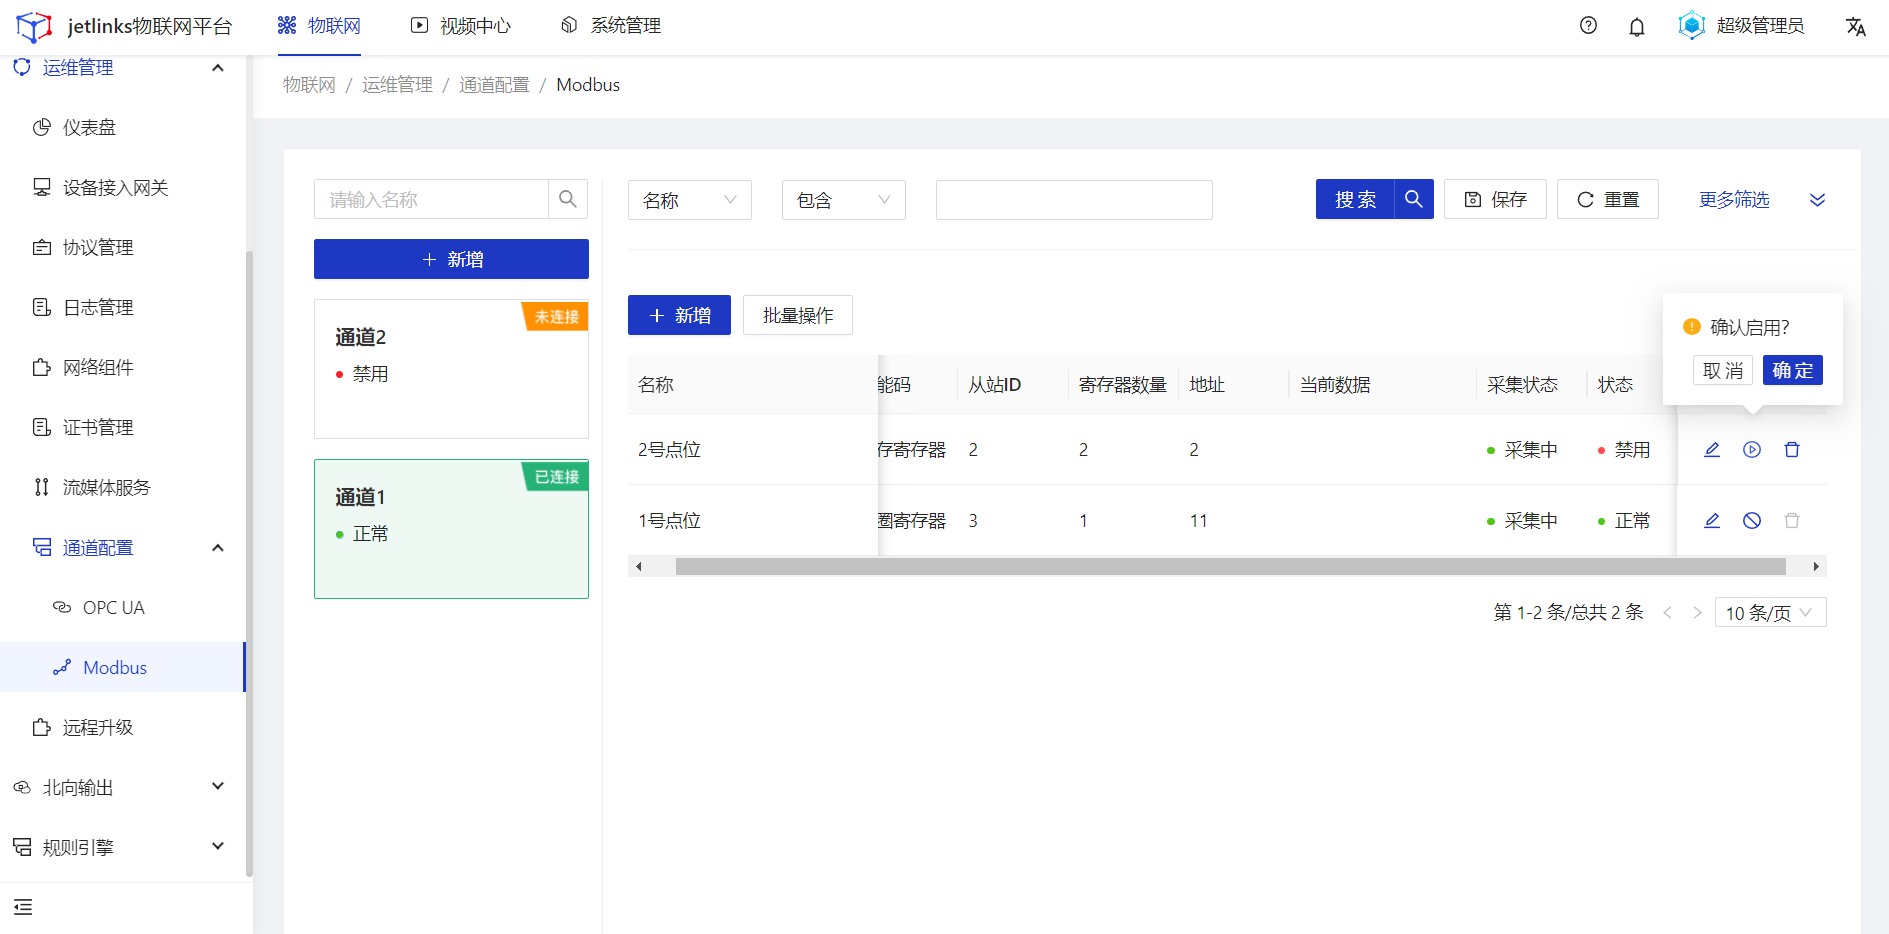 jetlinks物联网平台
物联网
视频中心
系统管理
超级管理员
运维管理
仪表盘
设备接入网关
协议管理
日志管理
网络组件
证书管理
流媒体服务
通道配置
OPC UA
Modbus
远程升级
北向输出
规则引擎
物联网 / 运维管理 / 通道配置 / Modbus
请输入名称
新增
未连接
通道2
禁用
已连接
通道1
正常
名称
包含
搜索
保存
重置
更多筛选
新增
批量操作
确认启用?
取消
确定
名称 能码 从站ID 寄存器数量 地址 当前数据 采集状态 状态
2号点位 存寄存器 2 2 2 采集中 禁用
1号点位 圈寄存器 3 1 11 采集中 正常
第 1-2 条/总共 2 条
10 条/页